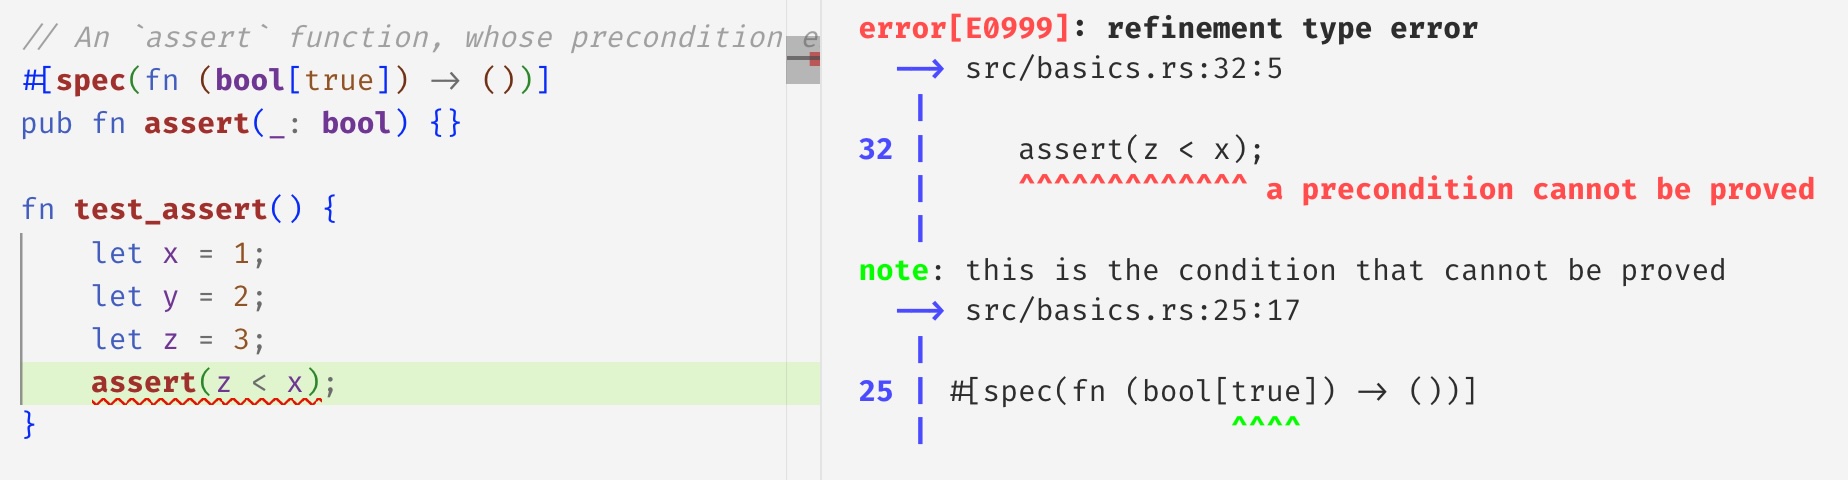 // An `assert` function, whose precondition
#[spec(fn (bool[true]) -> ())]
pub fn assert(_: bool) {}
fn test_assert() {
let x = 1;
let y = 2;
let z = 3;
assert(z < x);
}
error[E0999]: refinement type error
--> src/basics.rs:32:5
|
32 | assert(z < x);
| ^^^^^^^^^^^^^ a precondition cannot be proved
|
note: this is the condition that cannot be proved
--> src/basics.rs:25:17
|
25 | #[spec(fn (bool[true]) -> ())]
| ^^^^